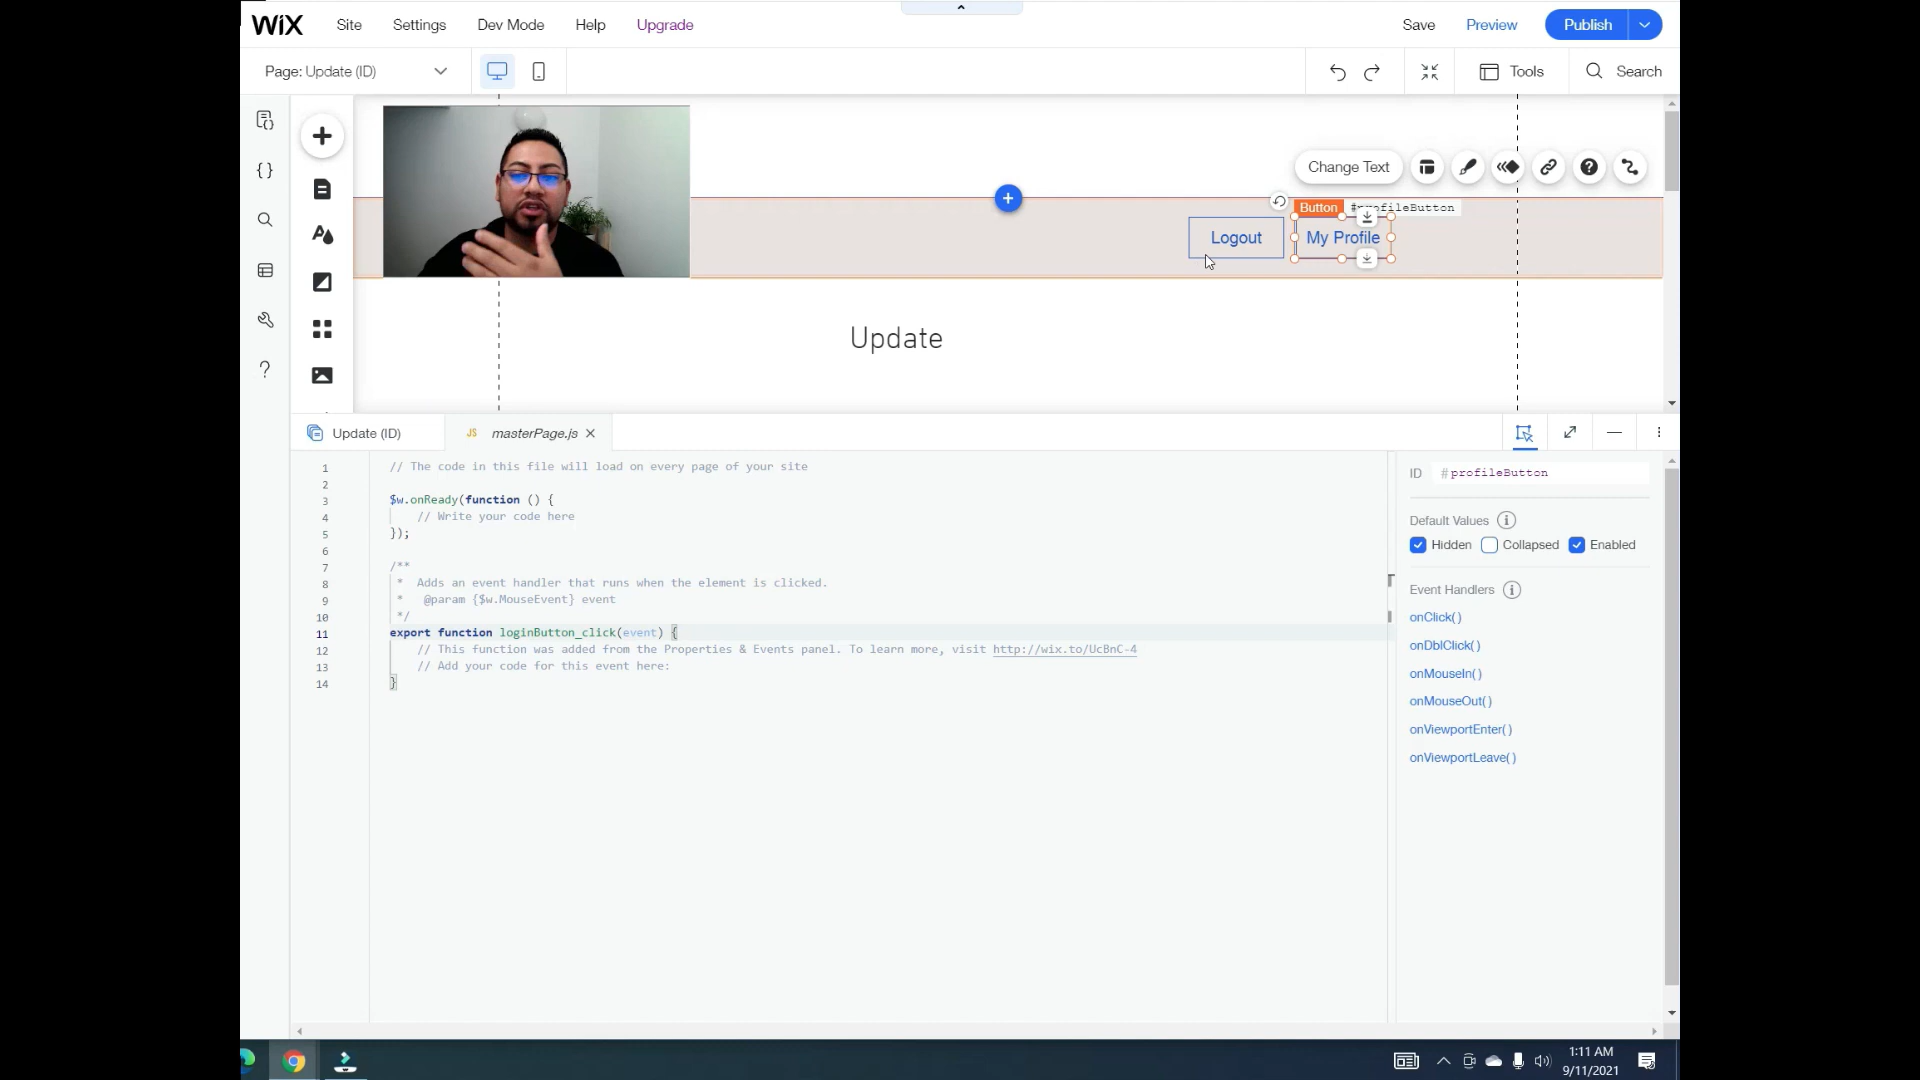 WiX Site Settings Dev Mode Help Upgrade Save Preview Publish
Page: Update (ID) Tools Search
Change Text
Button #profileButton
Logout My Profile
Update
Update (ID) JS masterPage.js
ID #profileButton
Default Values
Hidden Collapsed Enabled
Event Handlers
onClick()
onDblClick()
onMouseIn()
onMouseOut()
onViewportEnter()
onViewportLeave()
1 // The code in this file will load on every page of your site
2
3 $w.onReady(function () {
4 // Write your code here
5 });
6
7 /**
8 * Adds an event handler that runs when the element is clicked.
9 * @param {$w.MouseEvent} event
10 */
11 export function loginButton_click(event) {
12 // This function was added from the Properties & Events panel. To learn more, visit http://wix.to/UcBnC-4
13 // Add your code for this event here:
14 }
1:11 AM
9/11/2021